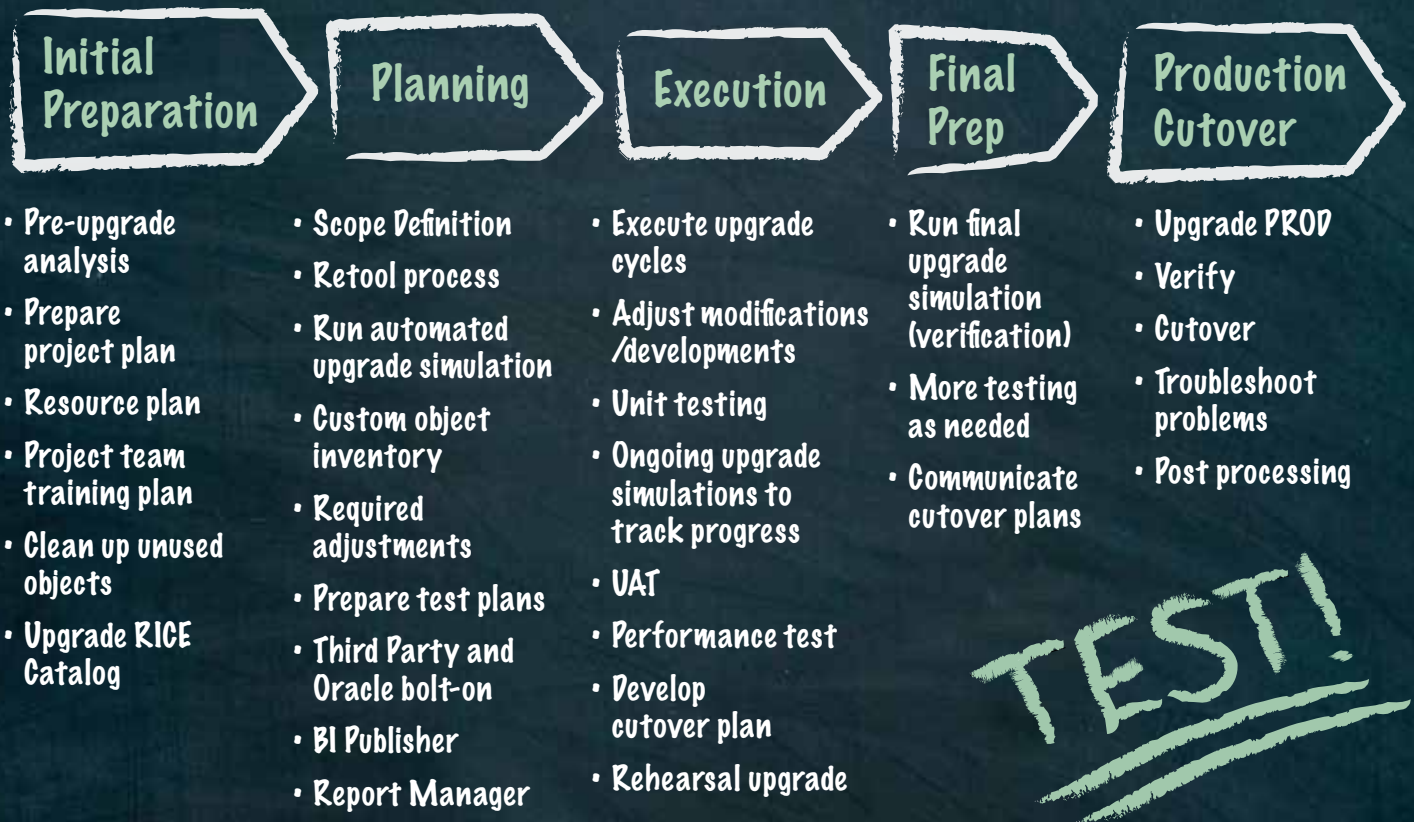 Initial
Preparation
Planning
Execution
Final
Prep
Production
Cutover
• Pre-upgrade
analysis
• Prepare
project plan
• Resource plan
• Project team
training plan
• Clean up unused
objects
• Upgrade RICE
Catalog
• Scope Definition
• Retool process
• Run automated
upgrade simulation
• Custom object
inventory
• Required
adjustments
• Prepare test plans
• Third Party and
Oracle bolt-on
• BI Publisher
• Report Manager
• Execute upgrade
cycles
• Adjust modifications
/developments
• Unit testing
• Ongoing upgrade
simulations to
track progress
• UAT
• Performance test
• Develop
cutover plan
• Rehearsal upgrade
• Run final
upgrade
simulation
(verification)
• More testing
as needed
• Communicate
cutover plans
• Upgrade PROD
• Verify
• Cutover
• Troubleshoot
problems
• Post processing
TEST!